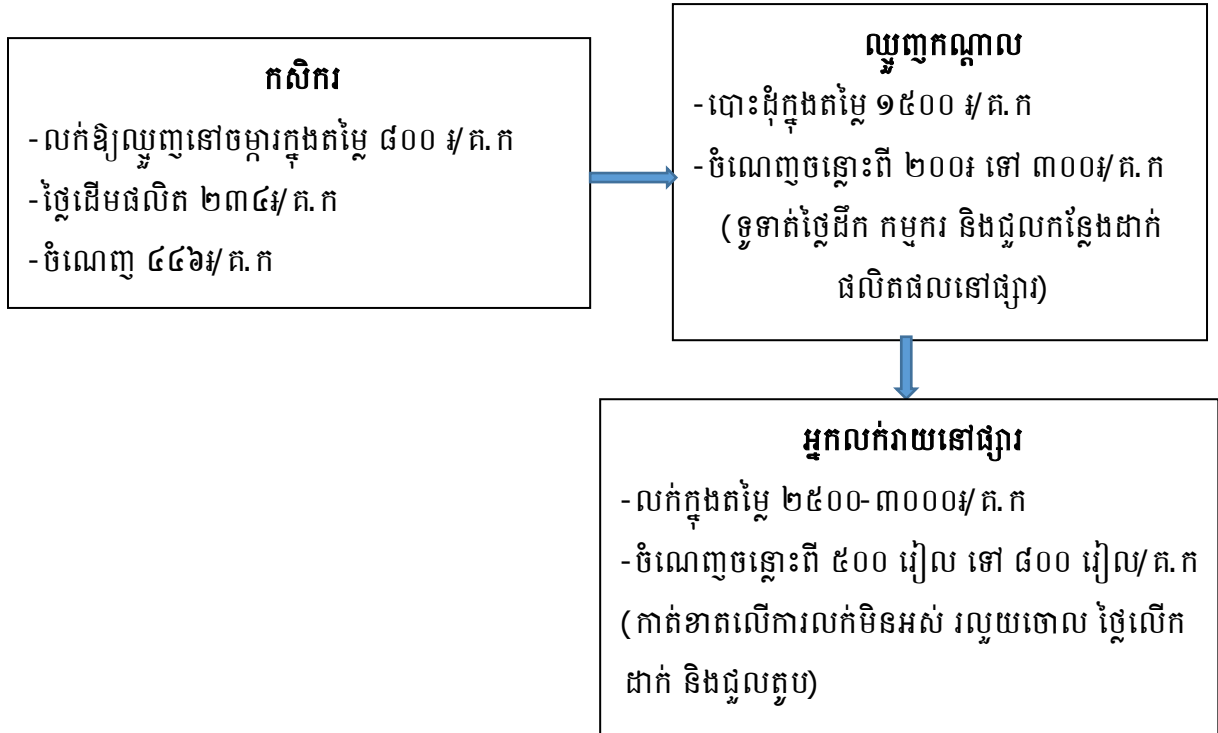 កសិករ
-លក់ឱ្យឈ្មួញនៅចម្ការក្នុងតម្លៃ ៨០០ ៛/គ.ក
-ថ្លៃដើមផលិត ២៣៤៛/គ.ក
-ចំណេញ ៤៤៦៛/គ.ក
ឈ្មួញកណ្តាល
-បោះដុំក្នុងតម្លៃ ១៥០០ ៛/គ.ក
-ចំណេញចន្លោះពី ២០០៛ ទៅ ៣០០៛/គ.ក
(ទូទាត់ថ្លៃដឹក កម្មករ និងជួលកន្លែងដាក់
ផលិតផលនៅផ្សារ)
អ្នកលក់រាយនៅផ្សារ
-លក់ក្នុងតម្លៃ ២៥០០-៣០០០៛/គ.ក
-ចំណេញចន្លោះពី ៥០០ រៀល ទៅ ៨០០ រៀល/គ.ក
(កាត់ខាតលើការលក់មិនអស់ រលួយចោល ថ្លៃលើក
ដាក់ និងជួលតូប)